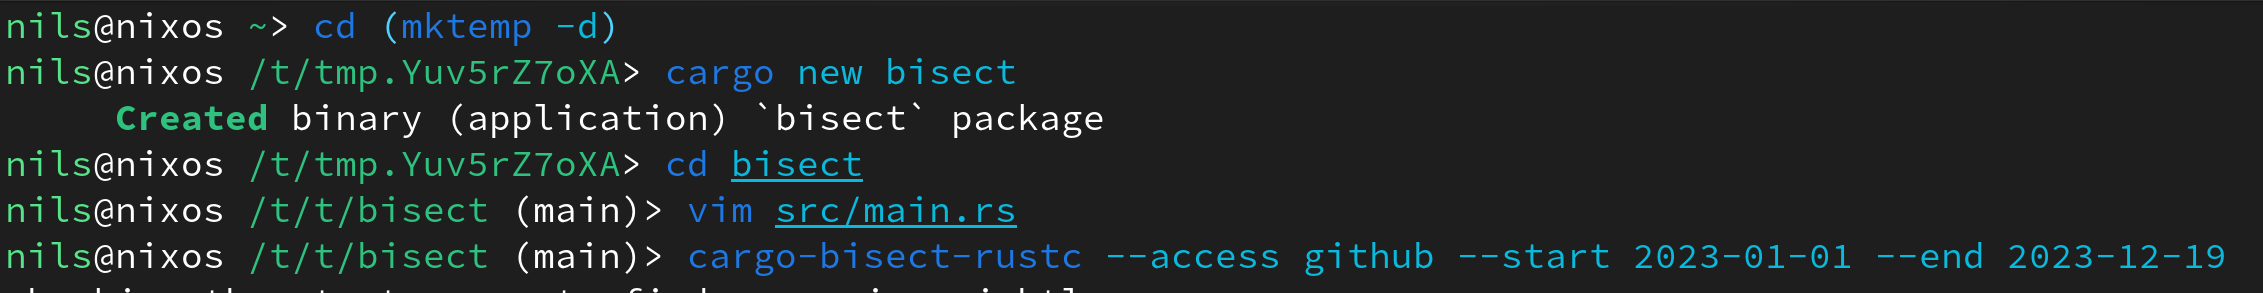 nils@nixos ~> cd (mktemp -d)
nils@nixos /t/tmp.Yuv5rZ7oXA> cargo new bisect
     Created binary (application) `bisect` package
nils@nixos /t/tmp.Yuv5rZ7oXA> cd bisect
nils@nixos /t/t/bisect (main)> vim src/main.rs
nils@nixos /t/t/bisect (main)> cargo-bisect-rustc --access github --start 2023-01-01 --end 2023-12-19